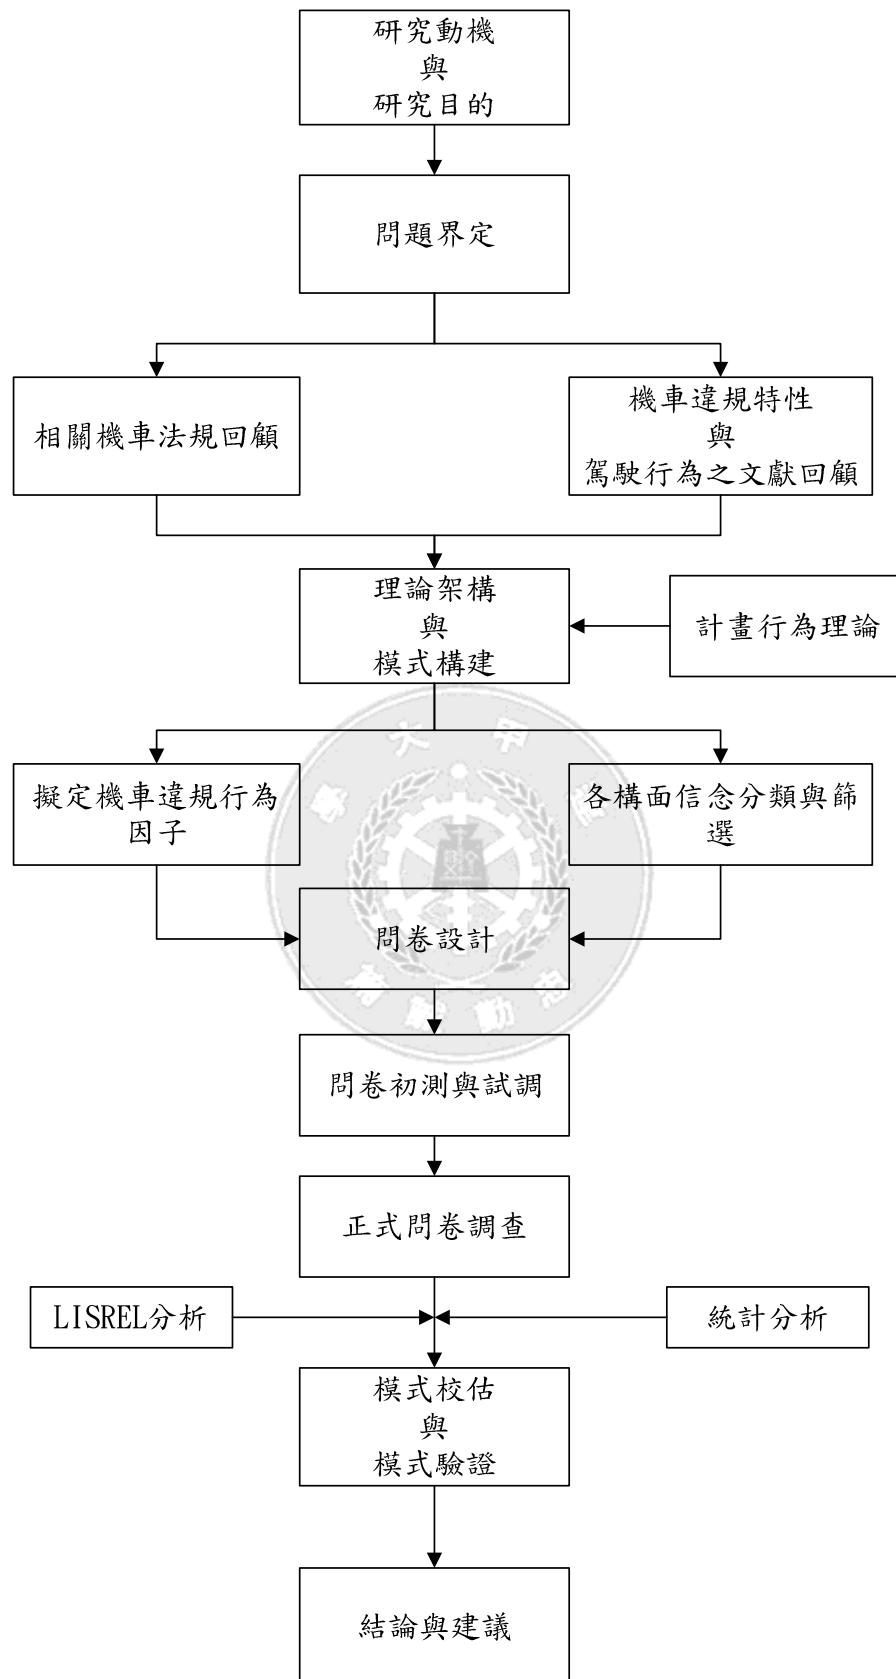 研究動機
與
研究目的
問題界定
相關機車法規回顧
機車違規特性
與
駕駛行為之文獻回顧
理論架構
與
模式構建
計畫行為理論
擬定機車違規行為
因子
各構面信念分類與篩
選
問卷設計
問卷初測與試調
正式問卷調查
LISREL分析
統計分析
模式校估
與
模式驗證
結論與建議